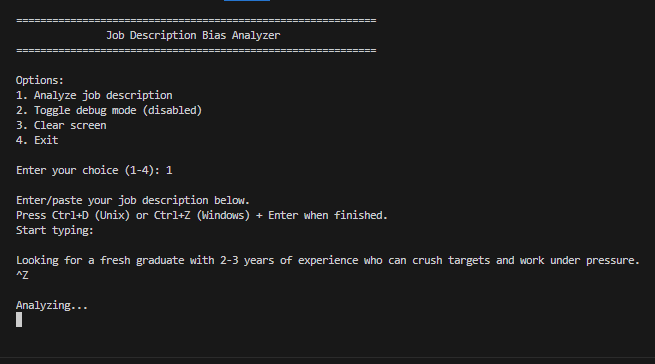 ============================================================
Job Description Bias Analyzer
============================================================
Options:
1. Analyze job description
2. Toggle debug mode (disabled)
3. Clear screen
4. Exit
Enter your choice (1-4): 1
Enter/paste your job description below.
Press Ctrl+D (Unix) or Ctrl+Z (Windows) + Enter when finished.
Start typing:
Looking for a fresh graduate with 2-3 years of experience who can crush targets and work under pressure.
^Z
Analyzing...